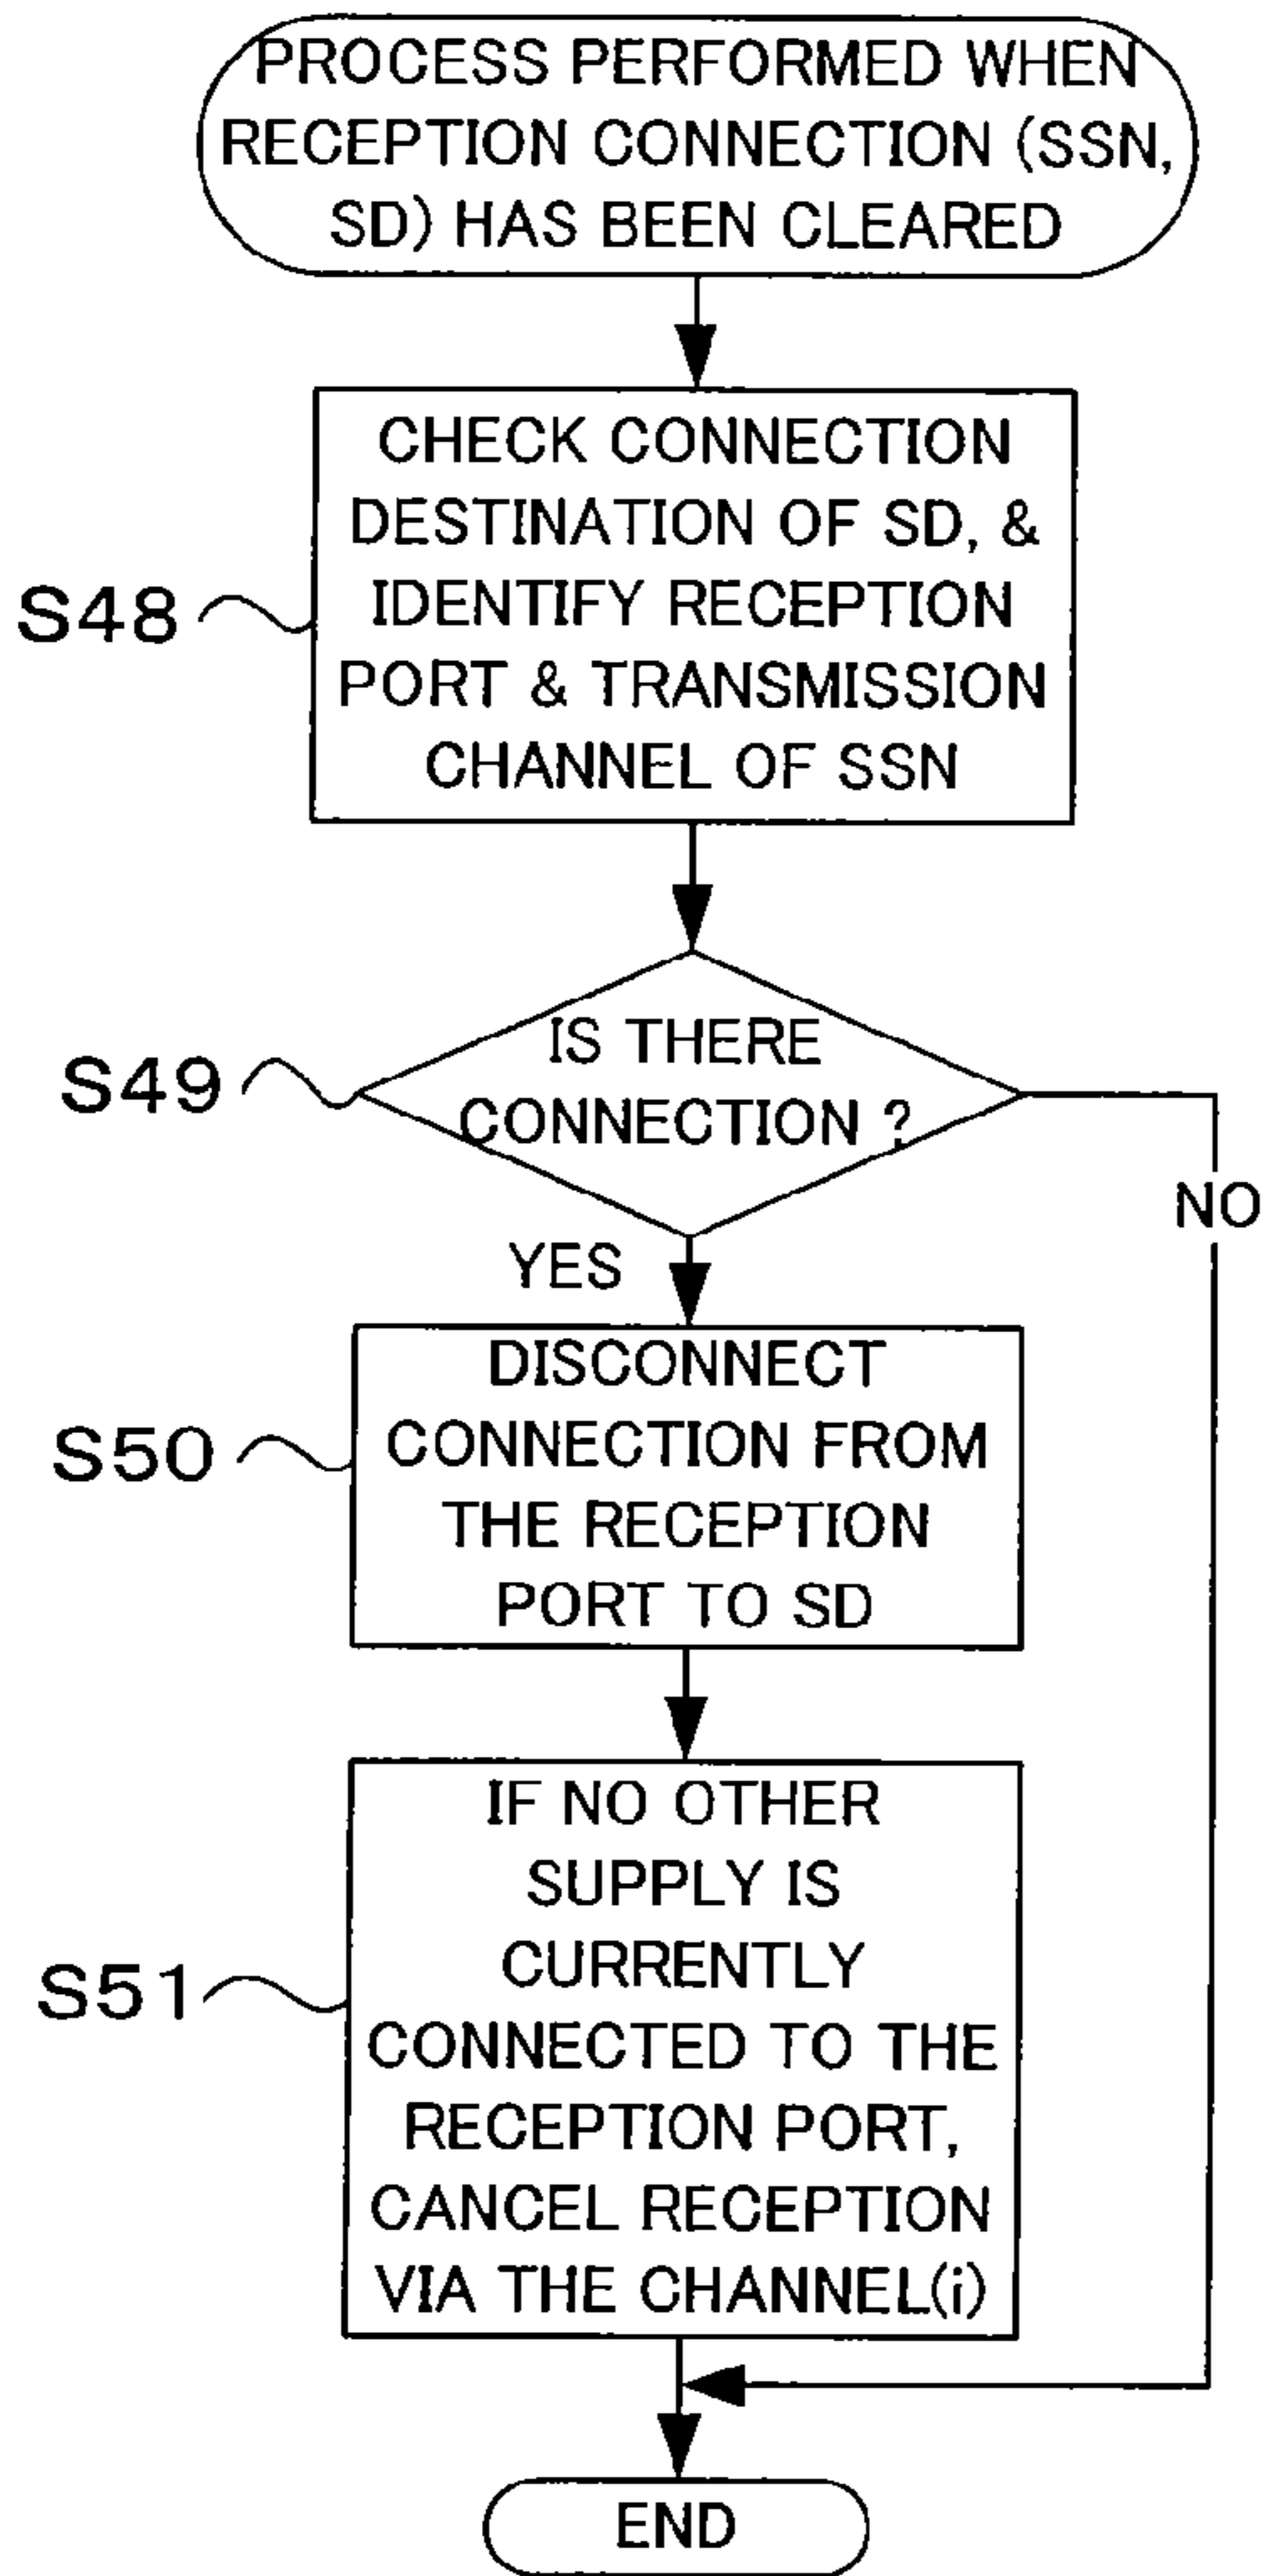 PROCESS PERFORMED WHEN
RECEPTION CONNECTION (SSN,
SD) HAS BEEN CLEARED
CHECK CONNECTION
DESTINATION OF SD, &
IDENTIFY RECEPTION
PORT & TRANSMISSION
CHANNEL OF SSN
S48
IS THERE
CONNECTION ?
S49
NO
YES
DISCONNECT
CONNECTION FROM
THE RECEPTION
PORT TO SD
S50
IF NO OTHER
SUPPLY IS
CURRENTLY
CONNECTED TO THE
RECEPTION PORT,
CANCEL RECEPTION
VIA THE CHANNEL(i)
S51
END